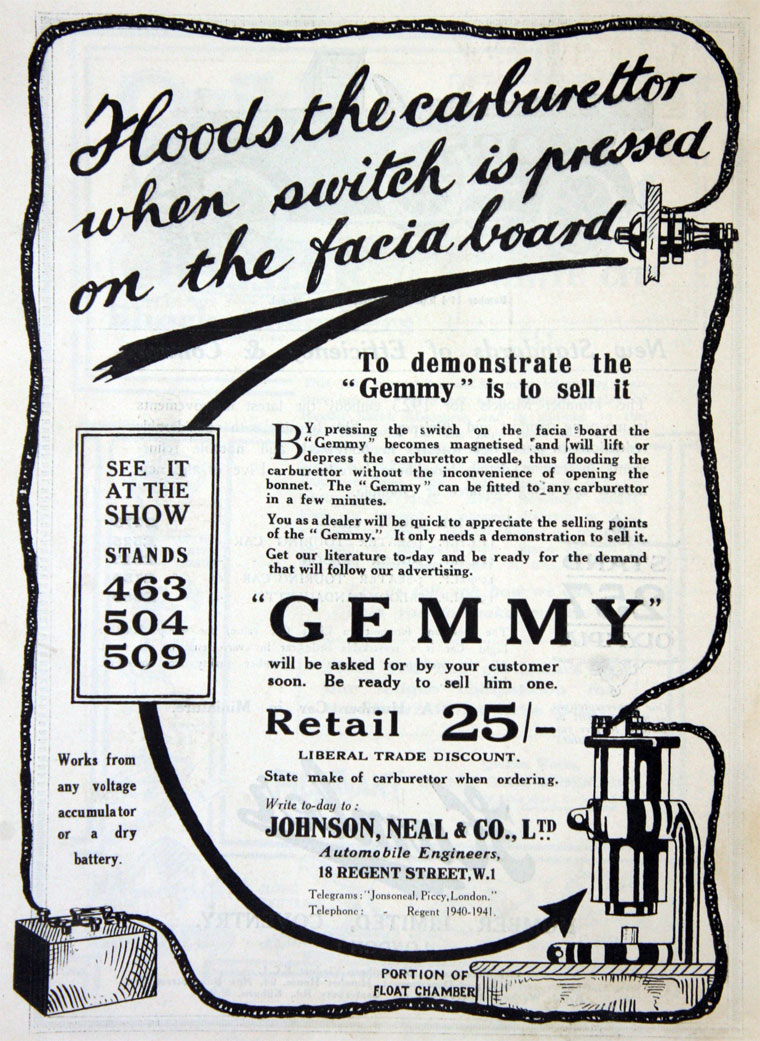 Floods the carburettor
when switch is pressed
on the facia board
To demonstrate the
"Gemmy" is to sell it
BY pressing the switch on the facia board the
"Gemmy" becomes magnetised and will lift or
depress the carburettor needle, thus flooding the
carburettor without the inconvenience of opening the
bonnet. The "Gemmy" can be fitted to any carburettor
in a few minutes.
You as a dealer will be quick to appreciate the selling points
of the "Gemmy." It only needs a demonstration to sell it.
Get our literature to-day and be ready for the demand
that will follow our advertising.
SEE IT
AT THE
SHOW
STANDS
463
504
509
"GEMMY"
will be asked for by your customer
soon. Be ready to sell him one.
Retail 25/-
LIBERAL TRADE DISCOUNT.
State make of carburettor when ordering.
Works from
any voltage
accumulator
or a dry
battery.
Write to-day to :
JOHNSON, NEAL & CO., LTD
Automobile Engineers,
18 REGENT STREET, W.1
Telegrams: "Jonsoneal, Piccy, London."
Telephone : Regent 1940-1941.
PORTION OF
FLOAT CHAMBER